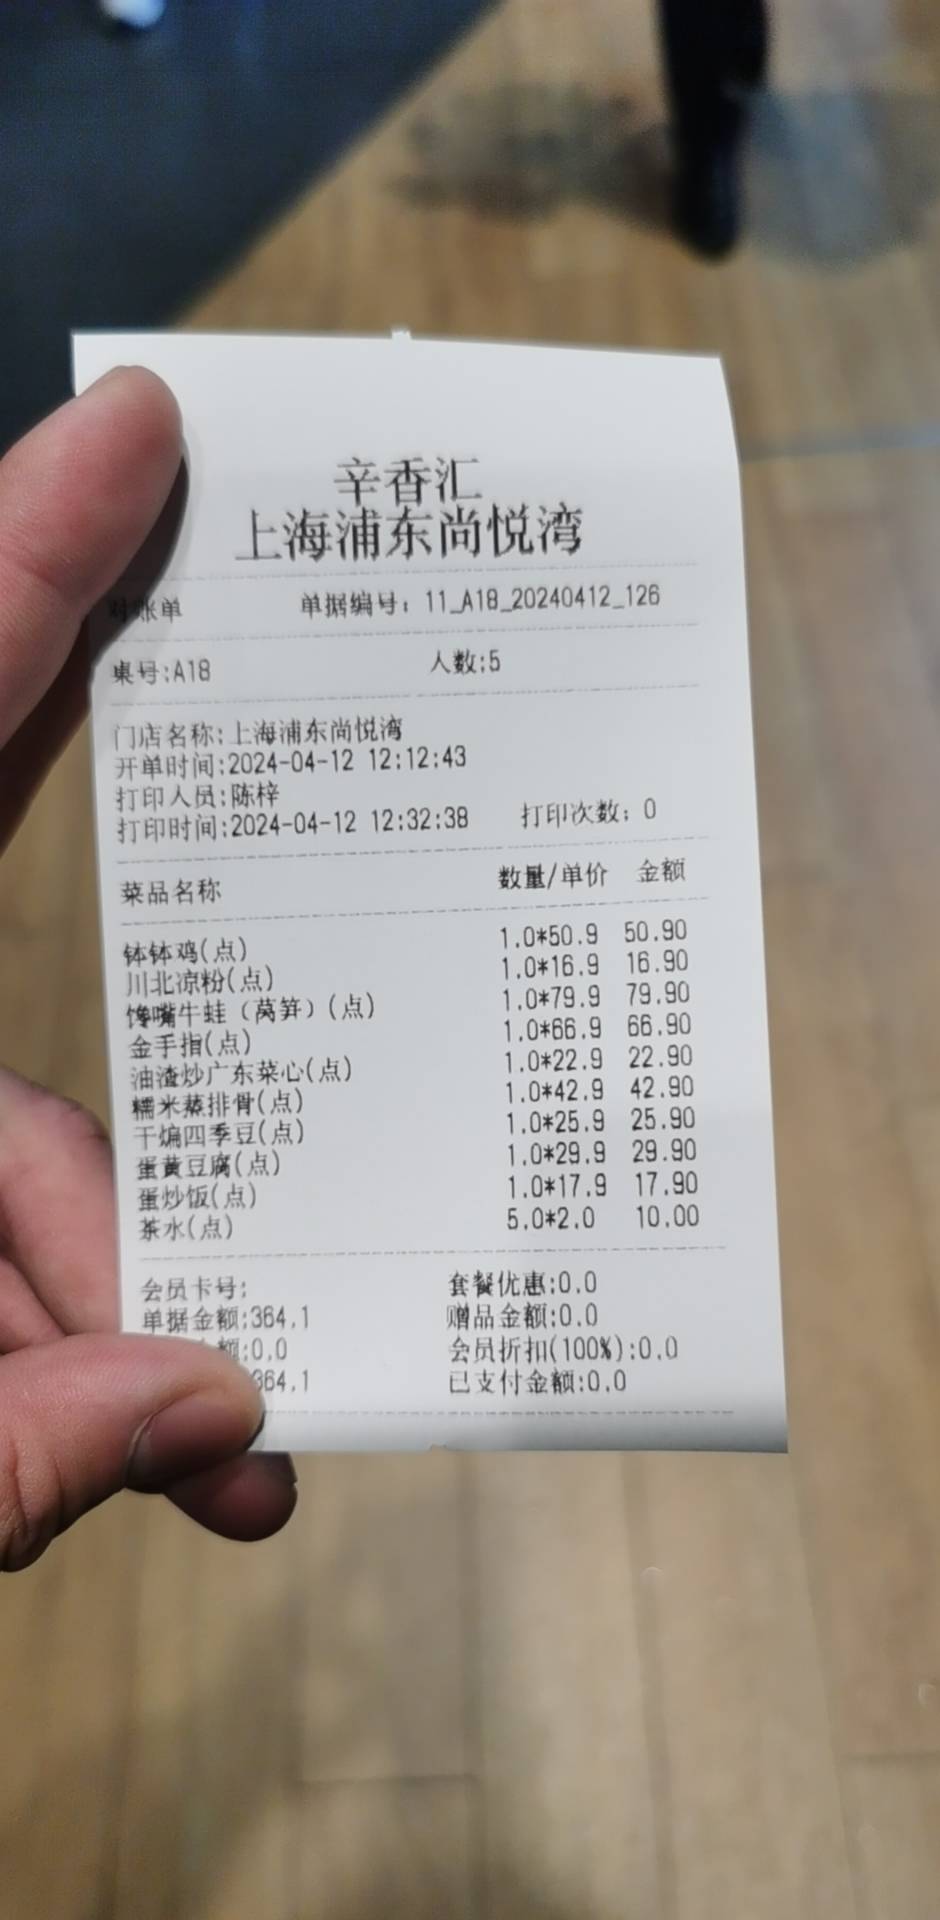 辛香汇
上海浦东尚悦湾
对账单 单据编号：11_A18_20240412_126
桌号:A18 人数:5
门店名称:上海浦东尚悦湾
开单时间:2024-04-12 12:12:43
打印人员:陈梓
打印时间:2024-04-12 12:32:38 打印次数：0
菜品名称 数量/单价 金额
钵钵鸡(点) 1.0*50.9 50.90
川北凉粉(点) 1.0*16.9 16.90
馋嘴牛蛙（莴笋）(点) 1.0*79.9 79.90
金手指(点) 1.0*66.9 66.90
油渣炒广东菜心(点) 1.0*22.9 22.90
糯米蒸排骨(点) 1.0*42.9 42.90
干煸四季豆(点) 1.0*25.9 25.90
蛋黄豆腐(点) 1.0*29.9 29.90
蛋炒饭(点) 1.0*17.9 17.90
茶水(点) 5.0*2.0 10.00
会员卡号: 套餐优惠:0.0
单据金额:364.1 赠品金额:0.0
额:0.0 会员折扣(100%):0.0
364.1 已支付金额:0.0